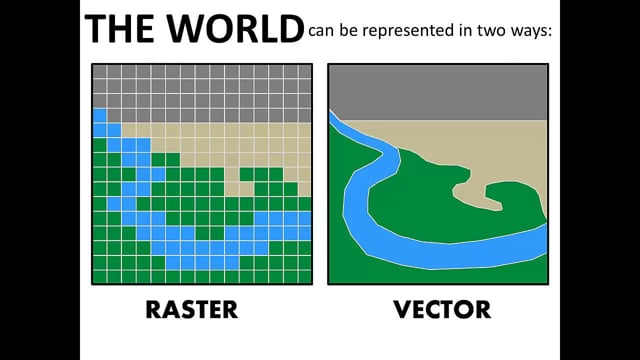 THE WORLD can be represented in two ways:
RASTER
VECTOR